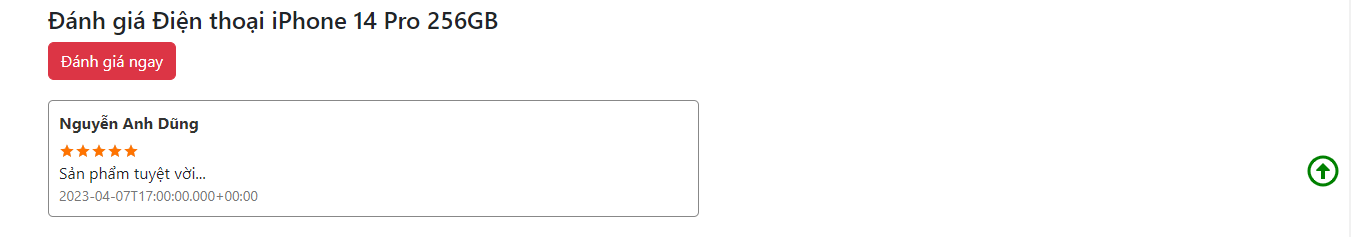 Đánh giá Điện thoại iPhone 14 Pro 256GB
Đánh giá ngay
Nguyễn Anh Dũng
Sản phẩm tuyệt vời...
2023-04-07T17:00:00.000+00:00